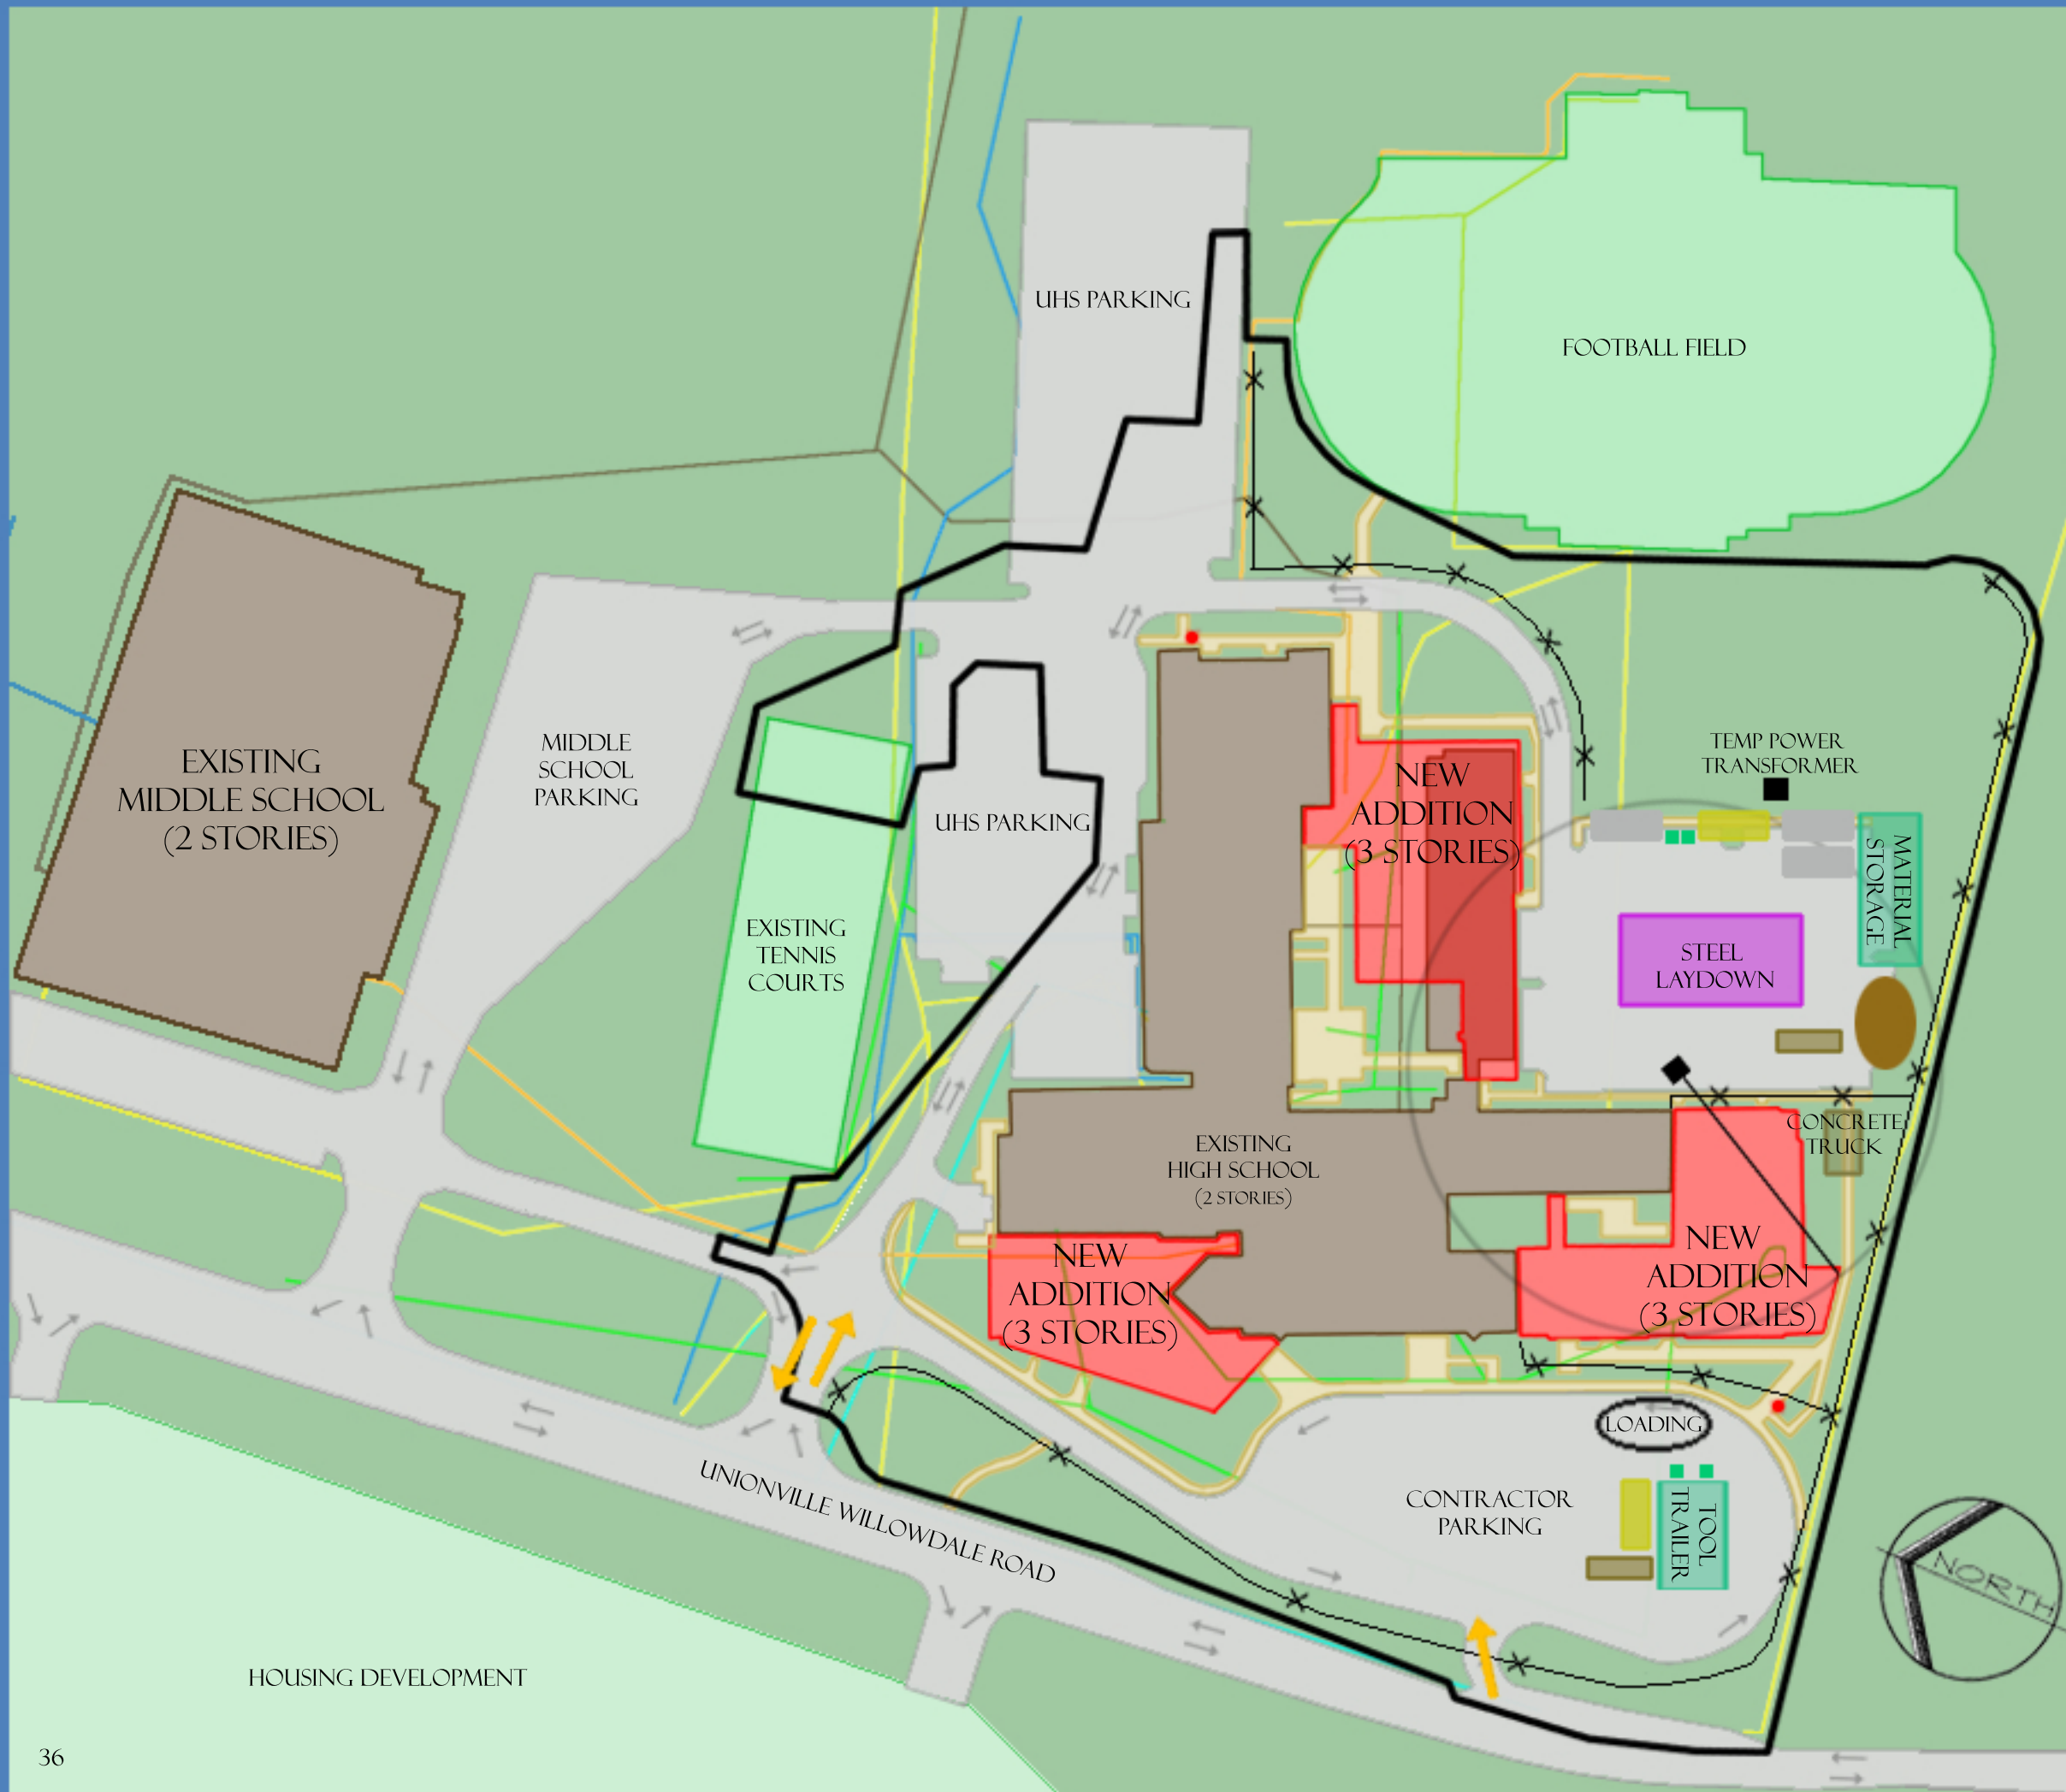 UHS PARKING
FOOTBALL FIELD
EXISTING
MIDDLE SCHOOL
(2 STORIES)
MIDDLE
SCHOOL
PARKING
UHS PARKING
EXISTING
TENNIS
COURTS
NEW
ADDITION
(3 STORIES)
TEMP POWER
TRANSFORMER
MATERIAL
STORAGE
STEEL
LAYDOWN
CONCRETE
TRUCK
EXISTING
HIGH SCHOOL
(2 STORIES)
NEW
ADDITION
(3 STORIES)
NEW
ADDITION
(3 STORIES)
LOADING
CONTRACTOR
PARKING
TOOL
TRAILER
UNIONVILLE WILLOWDALE ROAD
NORTH
HOUSING DEVELOPMENT
36